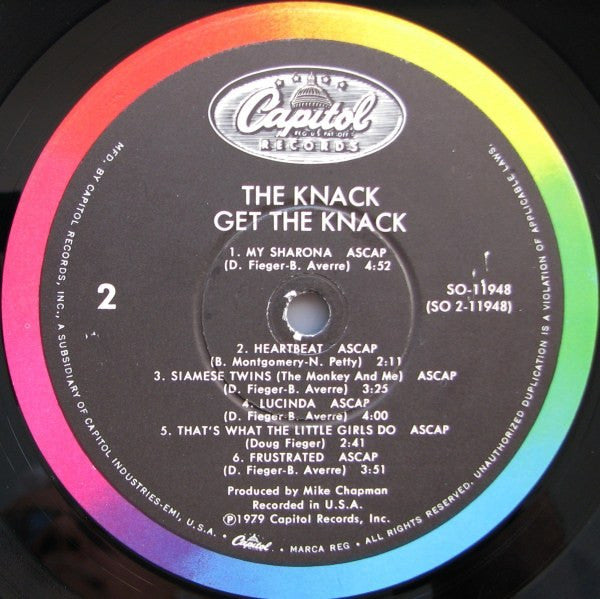 Capitol
REG. U.S. PAT. OFF.
RECORDS
THE KNACK
GET THE KNACK
1. MY SHARONA ASCAP
(D. Fieger-B. Averre) 4:52
2
SO-11948
(SO 2-11948)
2. HEARTBEAT ASCAP
(B. Montgomery-N. Petty) 2:11
3. SIAMESE TWINS (The Monkey And Me) ASCAP
(D. Fieger-B. Averre) 3:25
4. LUCINDA ASCAP
(D. Fieger-B. Averre) 4:00
5. THAT'S WHAT THE LITTLE GIRLS DO ASCAP
(Doug Fieger) 2:41
6. FRUSTRATED ASCAP
(D. Fieger-B. Averre) 3:51
Produced by Mike Chapman
Recorded in U.S.A.
℗1979 Capitol Records, Inc.
MFD. BY CAPITOL RECORDS, INC., A SUBSIDIARY OF CAPITOL INDUSTRIES-EMI, U.S.A. • Capitol • MARCA REG • ALL RIGHTS RESERVED. UNAUTHORIZED DUPLICATION IS A VIOLATION OF APPLICABLE LAWS.